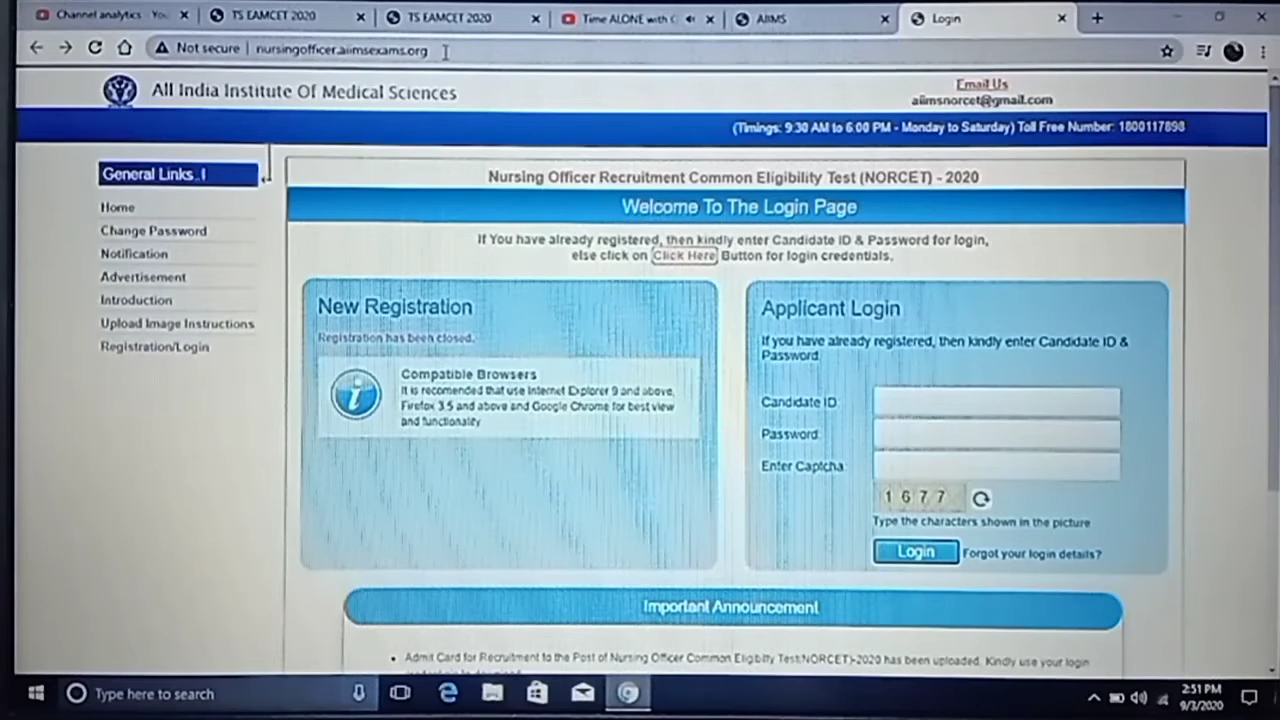 Channel analytics - You
TS EAMCET 2020
TS EAMCET 2020
Time ALONE with G
AIIMS
Login
Not secure | nursingofficer.aiimsexams.org
All India Institute Of Medical Sciences
Email Us
aiimsnorcet@gmail.com
(Timings: 9:30 AM to 6:00 PM - Monday to Saturday) Toll Free Number: 1800117898
General Links..!
Home
Change Password
Notification
Advertisement
Introduction
Upload Image Instructions
Registration/Login
Nursing Officer Recruitment Common Eligibility Test (NORCET) - 2020
Welcome To The Login Page
If You have already registered, then kindly enter Candidate ID & Password for login,
else click on Click Here Button for login credentials.
New Registration
Registration has been closed.
Compatible Browsers
It is recomended that use Internet Explorer 9 and above,
Firefox 3.5 and above and Google Chrome for best view
and functionality
Applicant Login
If you have already registered, then kindly enter Candidate ID &
Password
Candidate ID
Password
Enter Captcha
1677
Type the characters shown in the picture
Login Forgot your login details?
Important Announcement
• Admit Card for Recruitment to the Post of Nursing Officer Common Eligibilty Test(NORCET)-2020 has been uploaded. Kindly use your login
Type here to search
2:51 PM
9/3/2020